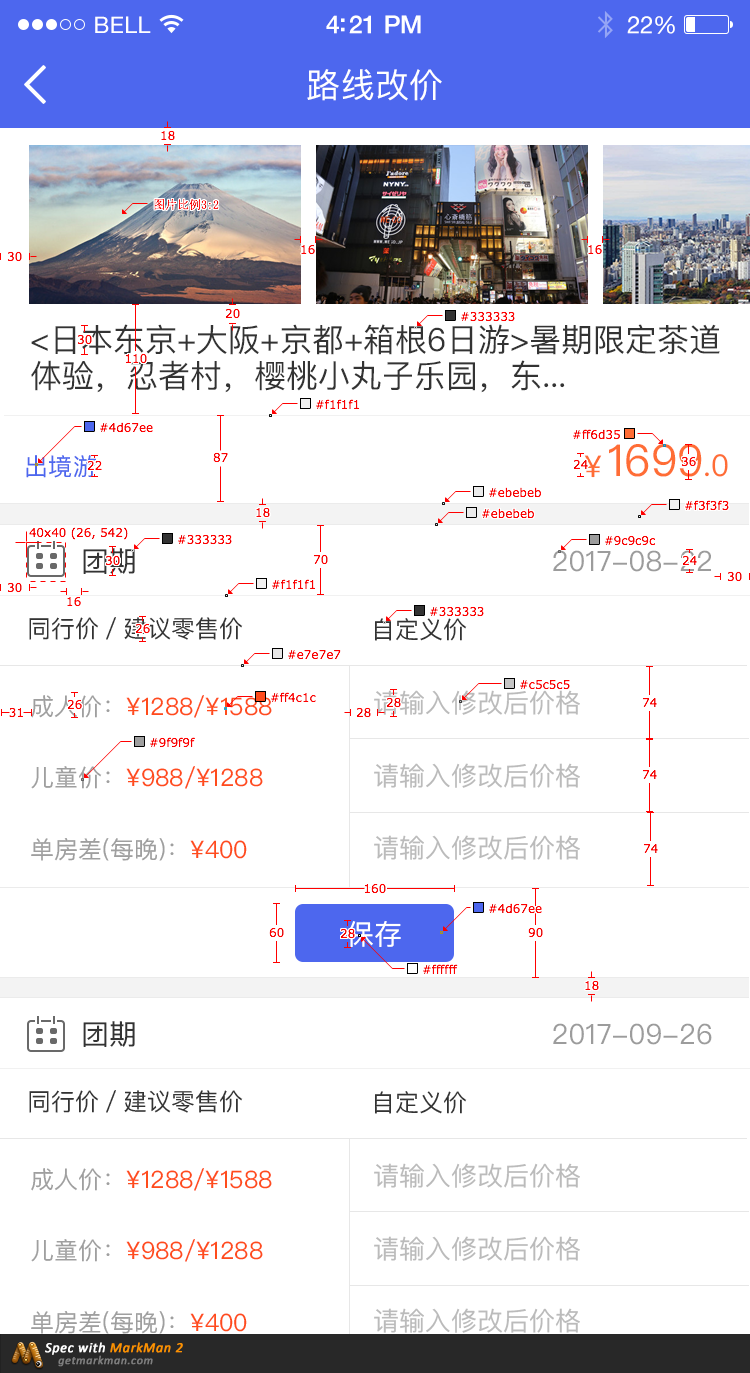 BELL 4:21 PM 22%
路线改价
18
图片比例3:2
30 16 16
20
#333333
<日本东京+大阪+京都+箱根6日游>暑期限定茶道
30
110
体验，忍者村，樱桃小丸子乐园，东...
#f1f1f1
#4d67ee
#ff6d35
87
出境游 22
24 ¥1699.0 36
#ebebeb
18 #ebebeb #f3f3f3
40x40 (26, 542)
#333333
70
#9c9c9c
团期 30
2017-08-22 24
30 #f1f1f1 30
16
#333333
同行价 / 建议零售价 26
自定义价
#e7e7e7
#ff4c1c #c5c5c5
31 成人价：26 ¥1288/¥1588
28 28 请输入修改后价格 74
#9f9f9f
儿童价： ¥988/¥1288
请输入修改后价格 74
单房差(每晚)： ¥400
请输入修改后价格 74
160
#4d67ee
60 28 保存 90
#ffffff
18
团期 2017-09-26
同行价 / 建议零售价 自定义价
成人价： ¥1288/¥1588 请输入修改后价格
儿童价： ¥988/¥1288 请输入修改后价格
单房差(每晚)： ¥400 请输入修改后价格
Spec with MarkMan 2
getmarkman.com